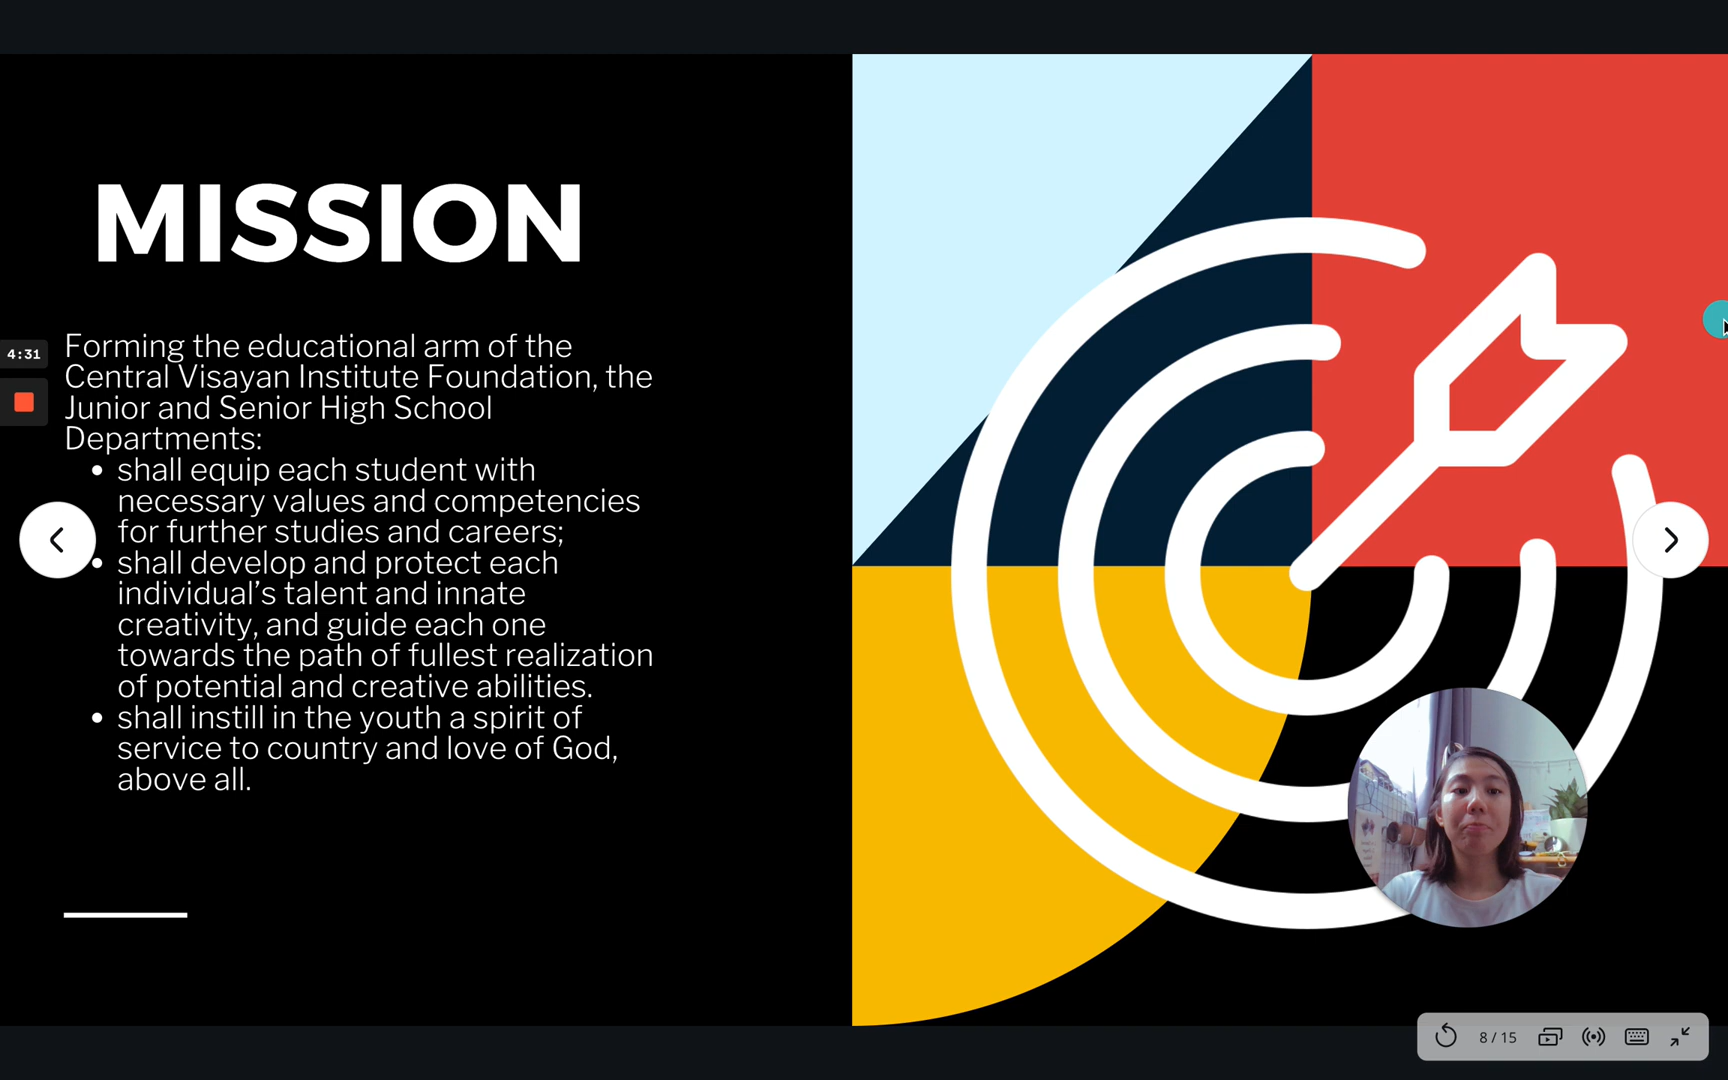 MISSION
4:31
Forming the educational arm of the
Central Visayan Institute Foundation, the
Junior and Senior High School
Departments:
• shall equip each student with
necessary values and competencies
for further studies and careers;
• shall develop and protect each
individual’s talent and innate
creativity, and guide each one
towards the path of fullest realization
of potential and creative abilities.
• shall instill in the youth a spirit of
service to country and love of God,
above all.
8 / 15